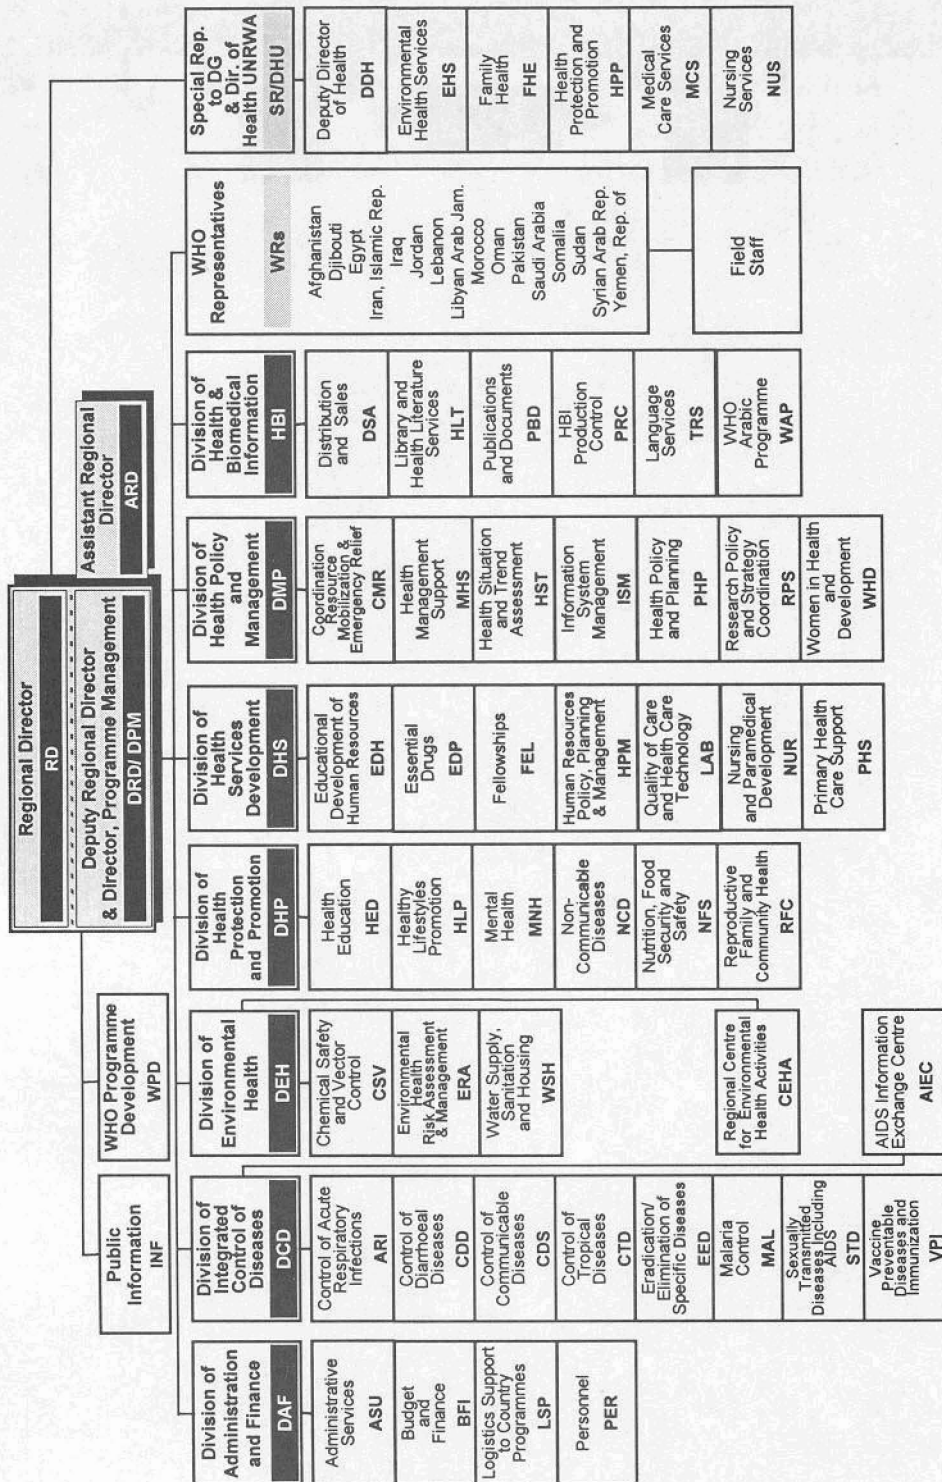 Regional Director
RD
Deputy Regional Director
& Director, Programme Management
DRD/ DPM
Assistant Regional
Director
ARD
Public
Information
INF
WHO Programme
Development
WPD
Division of
Administration
and Finance
DAF
Administrative
Services
ASU
Budget
and
Finance
BFI
Logistics Support
to Country
Programmes
LSP
Personnel
PER
Division of
Integrated
Control of
Diseases
DCD
Control of Acute
Respiratory
Infections
ARI
Control of
Diarrhoeal
Diseases
CDD
Control of
Communicable
Diseases
CDS
Control of
Tropical
Diseases
CTD
Eradication/
Elimination of
Specific Diseases
EED
Malaria
Control
MAL
Sexually
Transmitted
Diseases Including
AIDS
STD
Vaccine
Preventable
Diseases and
Immunization
VPI
AIDS Information
Exchange Centre
AIEC
Division of
Environmental
Health
DEH
Chemical Safety
and Vector
Control
CSV
Environmental
Health
Risk Assessment
& Management
ERA
Water Supply,
Sanitation
and Housing
WSH
Regional Centre
for Environmental
Health Activities
CEHA
Division of
Health
Protection
and Promotion
DHP
Health
Education
HED
Healthy
Lifestyles
Promotion
HLP
Mental
Health
MNH
Non-
Communicable
Diseases
NCD
Nutrition, Food
Security and
Safety
NFS
Reproductive
Family and
Community Health
RFC
Division of
Health
Services
Development
DHS
Educational
Development of
Human Resources
EDH
Essential
Drugs
EDP
Fellowships
FEL
Human Resources
Policy, Planning
& Management
HPM
Quality of Care
and Health Care
Technology
LAB
Nursing
and Paramedical
Development
NUR
Primary Health
Care Support
PHS
Division of
Health Policy
and
Management
DMP
Coordination
Resource
Mobilization &
Emergency Relief
CMR
Health
Management
Support
MHS
Health Situation
and Trend
Assessment
HST
Information
System
Management
ISM
Health Policy
and Planning
PHP
Research Policy
and Strategy
Coordination
RPS
Women in Health
and
Development
WHD
Division of
Health &
Biomedical
Information
HBI
Distribution
and Sales
DSA
Library and
Health Literature
Services
HLT
Publications
and Documents
PBD
HBI
Production
Control
PRC
Language
Services
TRS
WHO
Arabic
Programme
WAP
WHO
Representatives
WRs
Afghanistan
Djibouti
Egypt
Iran, Islamic Rep.
Iraq
Jordan
Lebanon
Libyan Arab Jam.
Morocco
Oman
Pakistan
Saudi Arabia
Somalia
Sudan
Syrian Arab Rep.
Yemen, Rep. of
Field
Staff
Special Rep.
to DG
& Dir. of
Health UNRWA
SR/DHU
Deputy Director
of Health
DDH
Environmental
Health Services
EHS
Family
Health
FHE
Health
Protection and
Promotion
HPP
Medical
Care Services
MCS
Nursing
Services
NUS